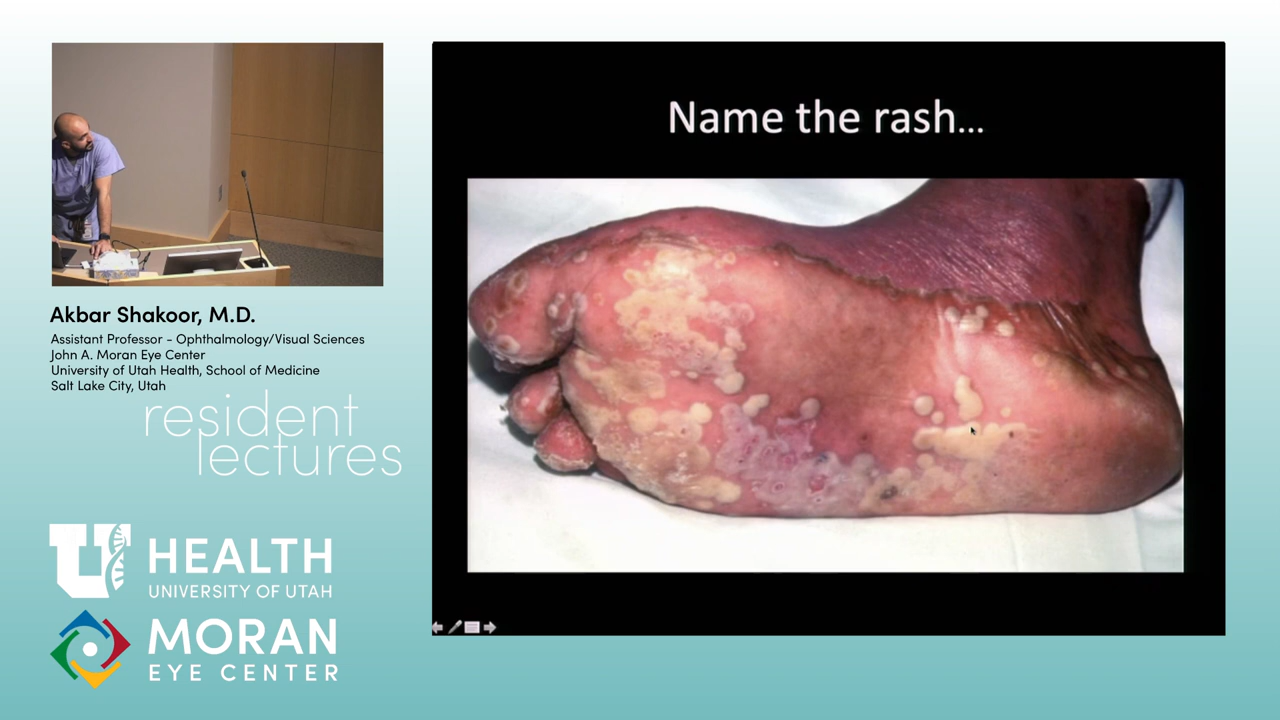 Name the rash...
Akbar Shakoor, M.D.
Assistant Professor - Ophthalmology/Visual Sciences
John A. Moran Eye Center
University of Utah Health, School of Medicine
Salt Lake City, Utah
resident
lectures
U HEALTH
UNIVERSITY OF UTAH
MORAN
EYE CENTER